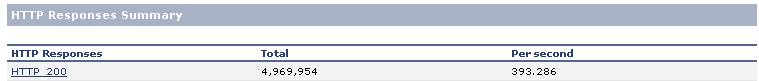 HTTP Responses Summary
HTTP Responses Total Per second
HTTP_200 4,969,954 393.286